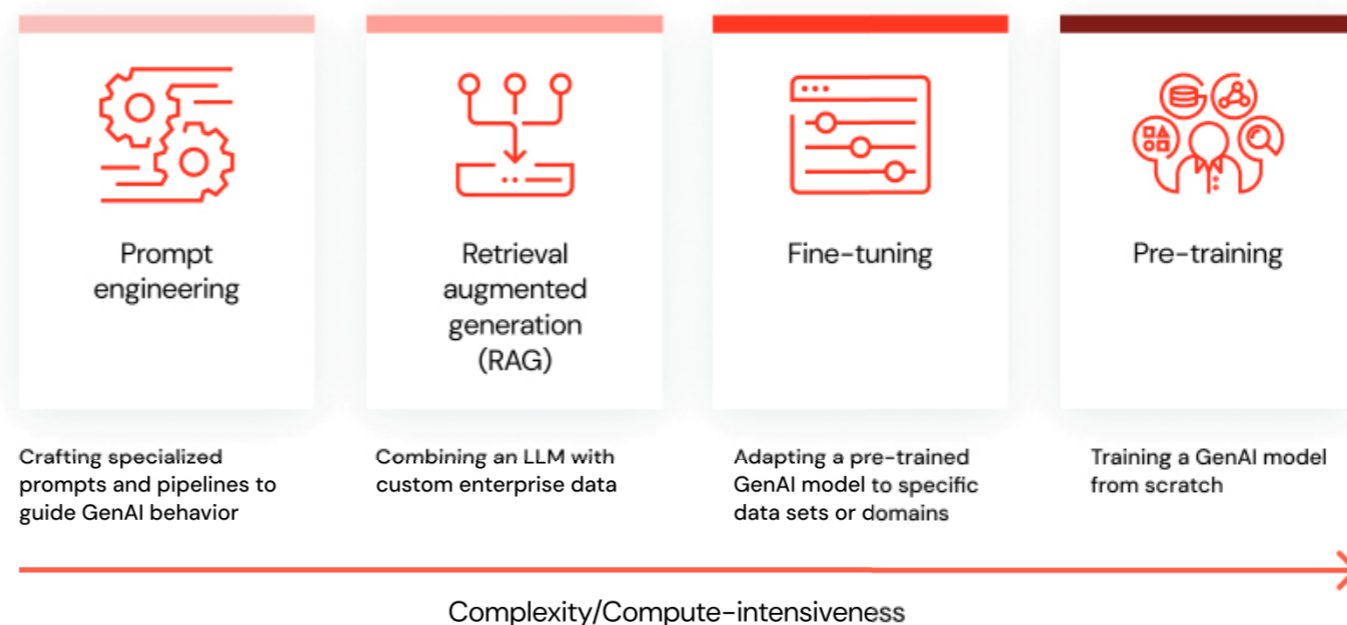 Prompt
engineering
Retrieval
augmented
generation
(RAG)
Fine-tuning
Pre-training
Crafting specialized
prompts and pipelines to
guide GenAI behavior
Combining an LLM with
custom enterprise data
Adapting a pre-trained
GenAI model to specific
data sets or domains
Training a GenAI model
from scratch
Complexity/Compute-intensiveness